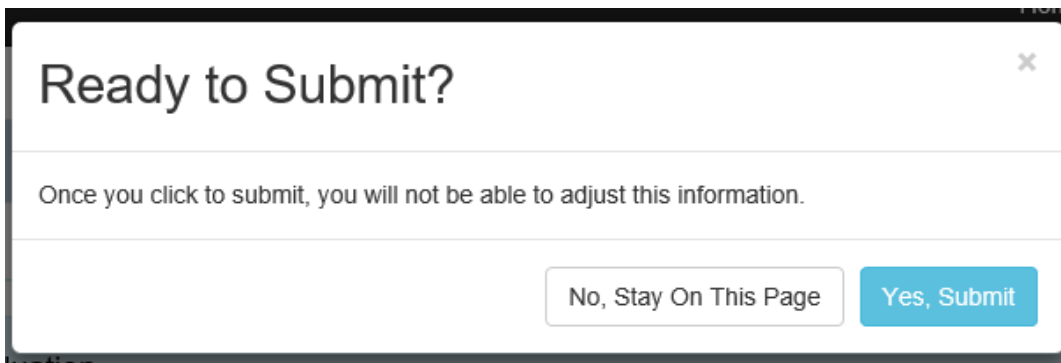 Ready to Submit?
×
Once you click to submit, you will not be able to adjust this information.
No, Stay On This Page
Yes, Submit